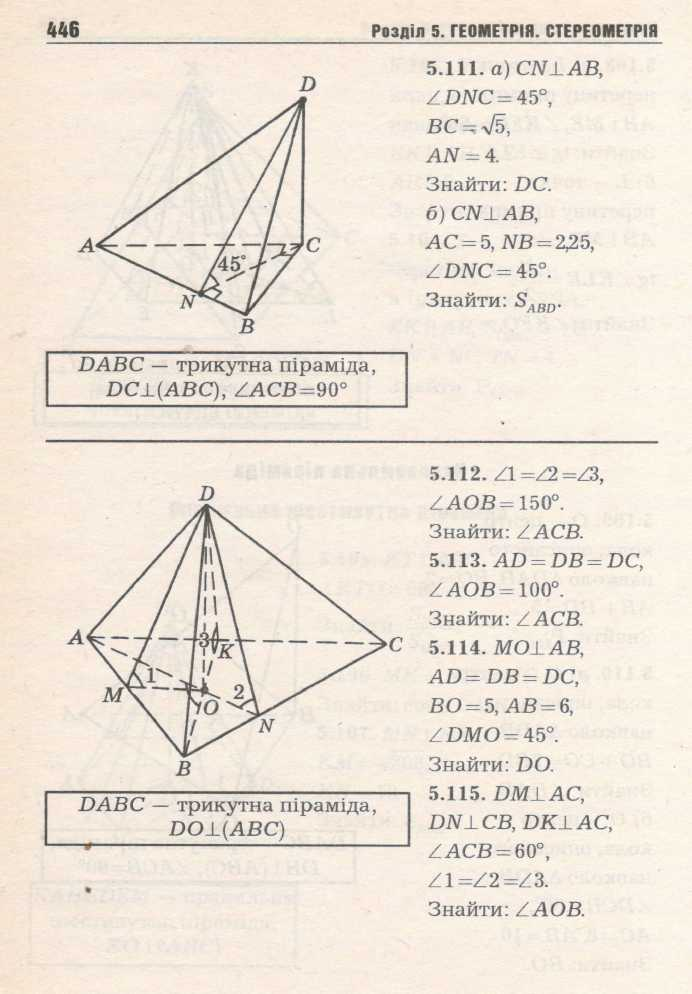 446
Розділ 5. ГЕОМЕТРІЯ. СТЕРЕОМЕТРІЯ
D
A
C
45°
N
B
DABC — трикутна піраміда,
DC⊥(ABC), ∠ACB=90°
5.111. а) CN⊥AB,
∠DNC=45°,
BC=√5,
AN=4.
Знайти: DC.
б) CN⊥AB,
AC=5, NB=2,25,
∠DNC=45°.
Знайти: S_ABD.
D
A
3
K
C
M
1
O
2
N
B
DABC — трикутна піраміда,
DO⊥(ABC)
5.112. ∠1=∠2=∠3,
∠AOB=150°.
Знайти: ∠ACB.
5.113. AD=DB=DC,
∠AOB=100°.
Знайти: ∠ACB.
5.114. MO⊥AB,
AD=DB=DC,
BO=5, AB=6,
∠DMO=45°.
Знайти: DO.
5.115. DM⊥AC,
DN⊥CB, DK⊥AC,
∠ACB=60°,
∠1=∠2=∠3.
Знайти: ∠AOB.